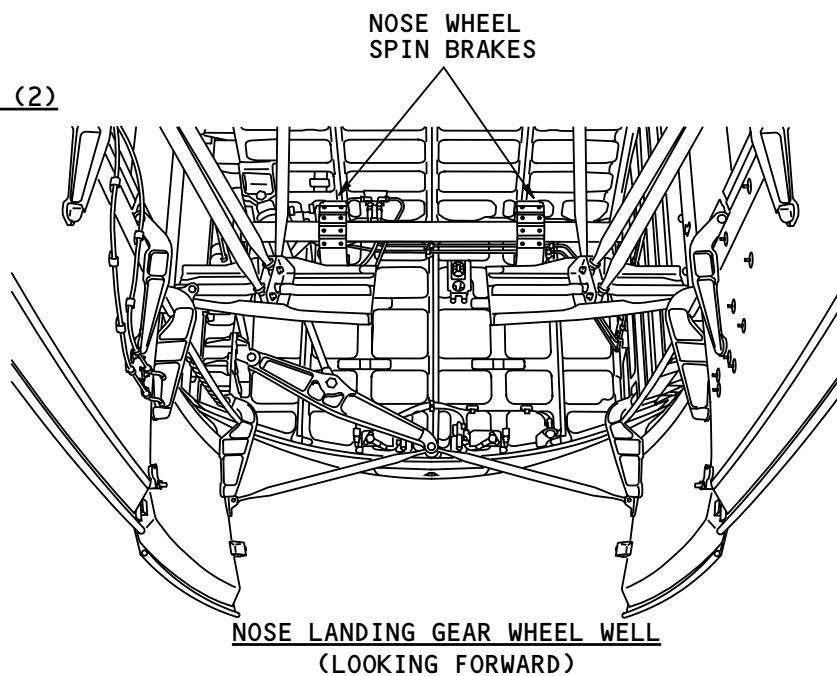 NOSE WHEEL
SPIN BRAKES
(2)
NOSE LANDING GEAR WHEEL WELL
(LOOKING FORWARD)